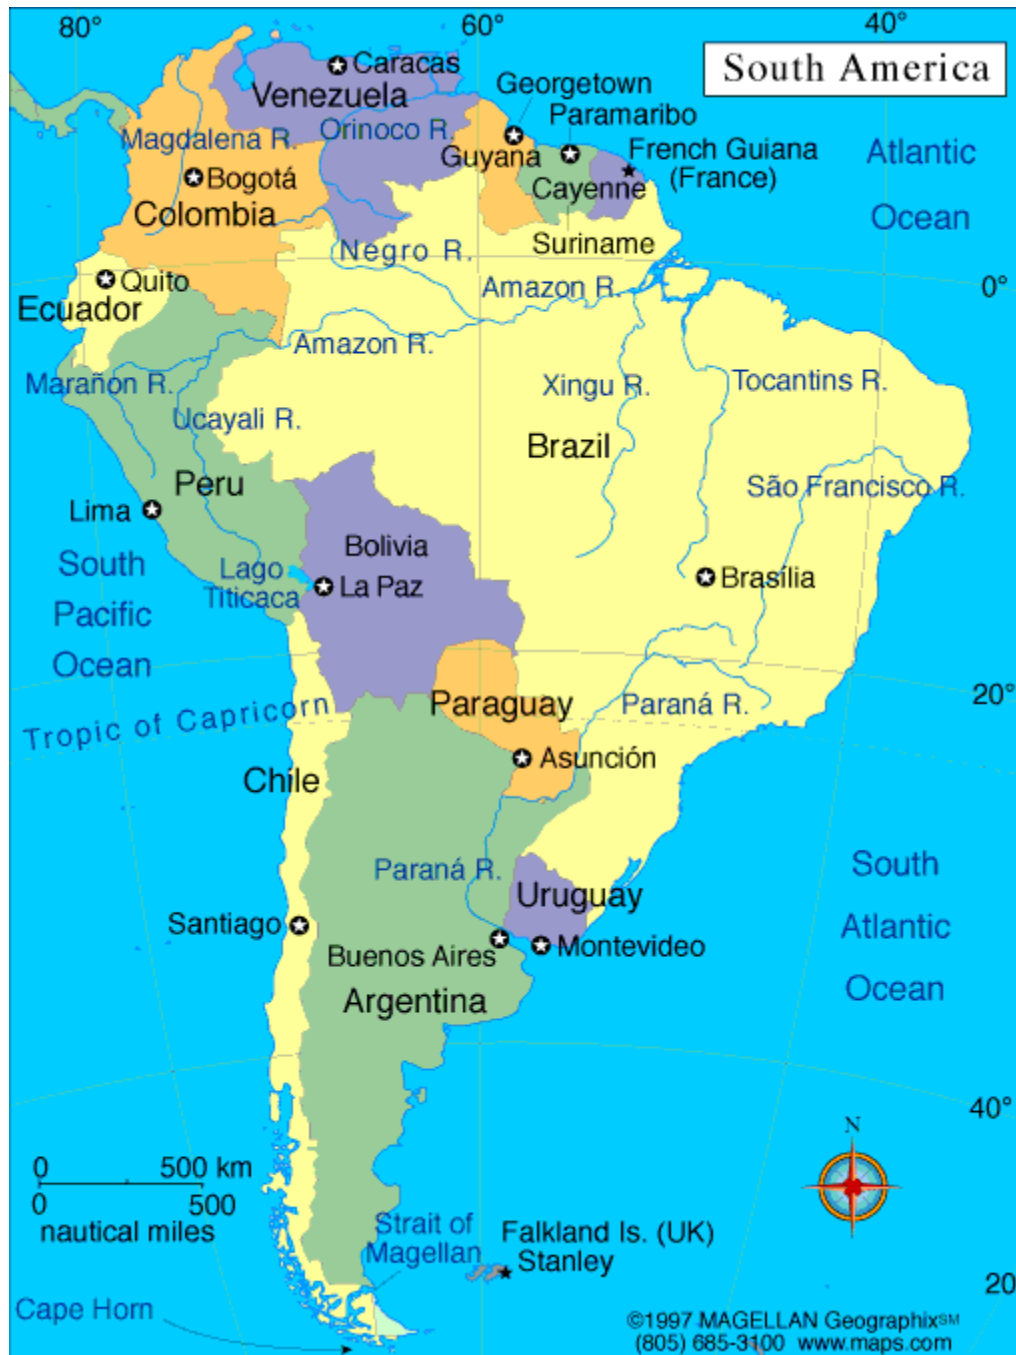 80°
60°
40°
South America
Caracas
Venezuela
Georgetown
Paramaribo
Magdalena R.
Orinoco R.
Guyana
French Guiana
(France)
Atlantic
Ocean
Bogotá
Cayenne
Colombia
Suriname
Negro R.
Quito
Amazon R.
0°
Ecuador
Amazon R.
Marañon R.
Xingu R.
Tocantins R.
Ucayali R.
Brazil
Peru
São Francisco R.
Lima
South
Pacific
Ocean
Bolivia
Lago
Titicaca
La Paz
Brasília
Tropic of Capricorn
Paraguay
Paraná R.
20°
Asunción
Chile
Paraná R.
Uruguay
South
Atlantic
Ocean
Santiago
Buenos Aires
Montevideo
Argentina
40°
N
0 500 km
0 500
nautical miles
Strait of
Magellan
Falkland Is. (UK)
Stanley
20
Cape Horn
©1997 MAGELLAN Geographix℠
(805) 685-3100 www.maps.com